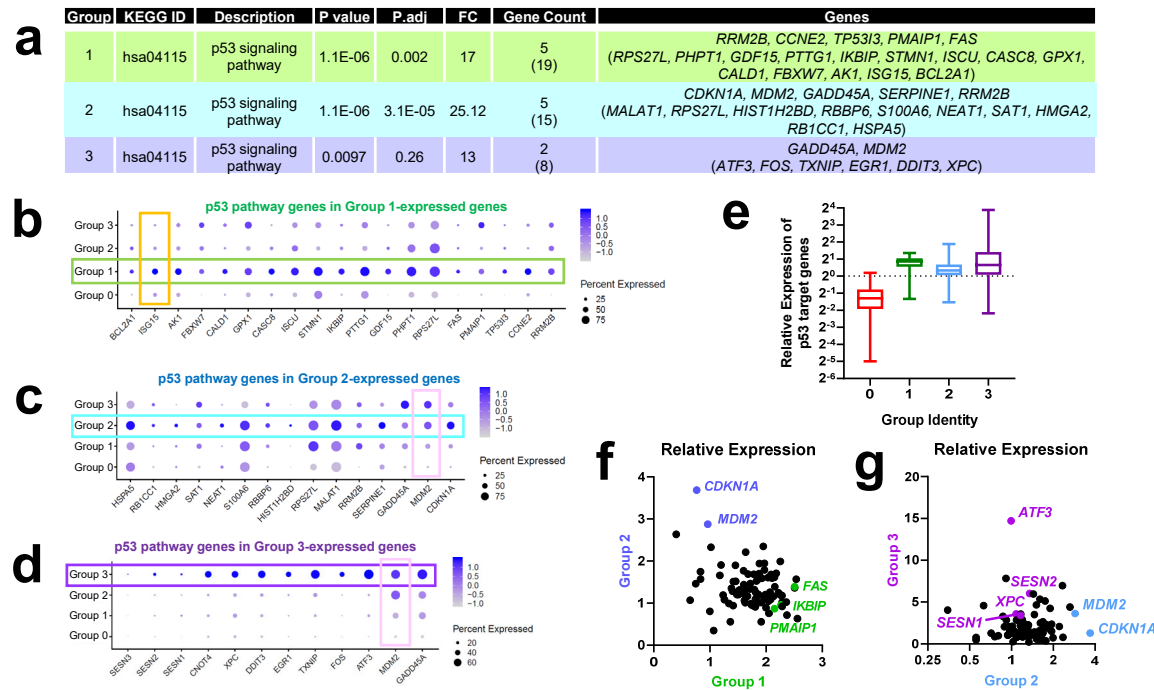 a
Group KEGG ID Description P value P.adj FC Gene Count Genes
1 hsa04115 p53 signaling pathway 1.1E-06 0.002 17 5 (19)
RRM2B, CCNE2, TP53I3, PMAIP1, FAS
(RPS27L, PHPT1, GDF15, PTTG1, IKBIP, STMN1, ISCU, CASC8, GPX1,
CALD1, FBXW7, AK1, ISG15, BCL2A1)
2 hsa04115 p53 signaling pathway 1.1E-06 3.1E-05 25.12 5 (15)
CDKN1A, MDM2, GADD45A, SERPINE1, RRM2B
(MALAT1, RPS27L, HIST1H2BD, RBBP6, S100A6, NEAT1, SAT1, HMGA2,
RB1CC1, HSPA5)
3 hsa04115 p53 signaling pathway 0.0097 0.26 13 2 (8)
GADD45A, MDM2
(ATF3, FOS, TXNIP, EGR1, DDIT3, XPC)
b
p53 pathway genes in Group 1-expressed genes
Group 3
Group 2
Group 1
Group 0
BCL2A1 ISG15 AK1 FBXW7 CALD1 GPX1 CASC8 ISCU STMN1 IKBIP PTTG1 GDF15 PHPT1 RPS27L FAS PMAIP1 TP53I3 CCNE2 RRM2B
1.0
0.5
0.0
−0.5
−1.0
Percent Expressed
25
50
75
c
p53 pathway genes in Group 2-expressed genes
Group 3
Group 2
Group 1
Group 0
HSPA5 RB1CC1 HMGA2 SAT1 NEAT1 S100A6 RBBP6 HIST1H2BD RPS27L MALAT1 RRM2B SERPINE1 GADD45A MDM2 CDKN1A
1.0
0.5
0.0
−0.5
−1.0
Percent Expressed
25
50
75
d
p53 pathway genes in Group 3-expressed genes
Group 3
Group 2
Group 1
Group 0
SESN3 SESN2 SESN1 CNOT4 XPC DDIT3 EGR1 TXNIP FOS ATF3 MDM2 GADD45A
1.0
0.5
0.0
−0.5
−1.0
Percent Expressed
20
40
60
e
Relative Expression of
p53 target genes
2⁴
2²
2¹
2⁰
2⁻¹
2⁻²
2⁻³
2⁻⁴
2⁻⁵
2⁻⁶
0 1 2 3
Group Identity
f
Relative Expression
Group 2
4
3
2
1
0
CDKN1A
MDM2
FAS
IKBIP
PMAIP1
0 1 2 3
Group 1
g
Relative Expression
Group 3
20
15
10
5
0
ATF3
SESN2
XPC
SESN1
MDM2
CDKN1A
0.25 0.5 1 2 4
Group 2